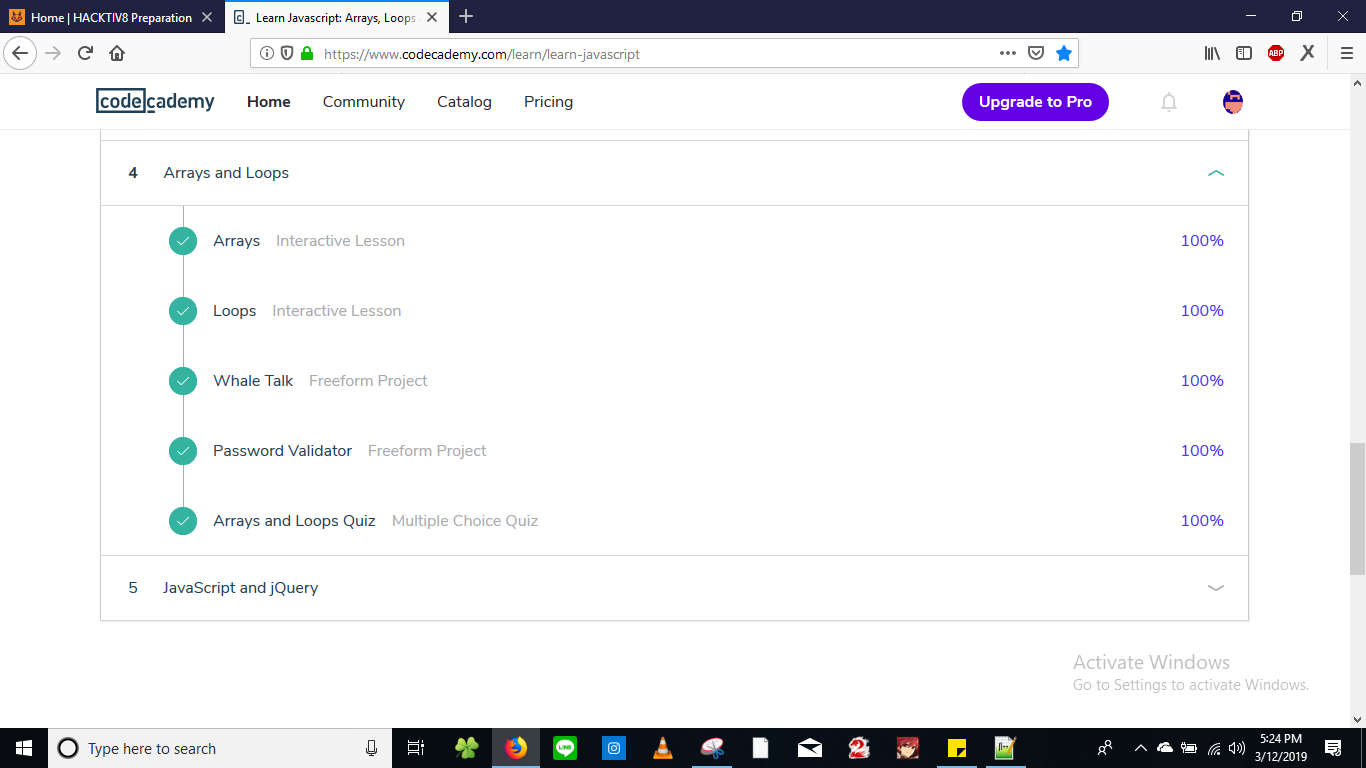 Home | HACKTIV8 Preparation
Learn Javascript: Arrays, Loops
https://www.codecademy.com/learn/learn-javascript
ABP
codecademy
Home
Community
Catalog
Pricing
Upgrade to Pro
4 Arrays and Loops
Arrays Interactive Lesson 100%
Loops Interactive Lesson 100%
Whale Talk Freeform Project 100%
Password Validator Freeform Project 100%
Arrays and Loops Quiz Multiple Choice Quiz 100%
5 JavaScript and jQuery
Activate Windows
Go to Settings to activate Windows.
Type here to search
LINE
5:24 PM
3/12/2019